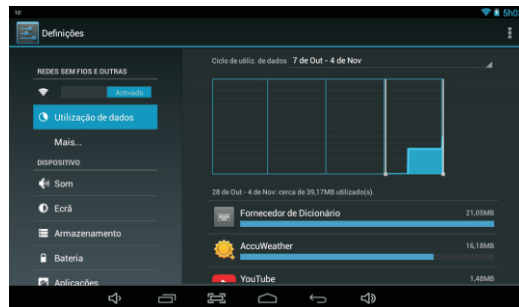 10°
5h0
Definições
REDES SEM FIOS E OUTRAS
Activado
Utilização de dados
Mais...
DISPOSITIVO
Som
Ecrã
Armazenamento
Bateria
Aplicações
Ciclo de utiliz. de dados 7 de Out - 4 de Nov
28 de Out - 4 de Nov: cerca de 39,17MB utilizado(s).
Fornecedor de Dicionário 21,05MB
AccuWeather 16,18MB
YouTube 1,48MB